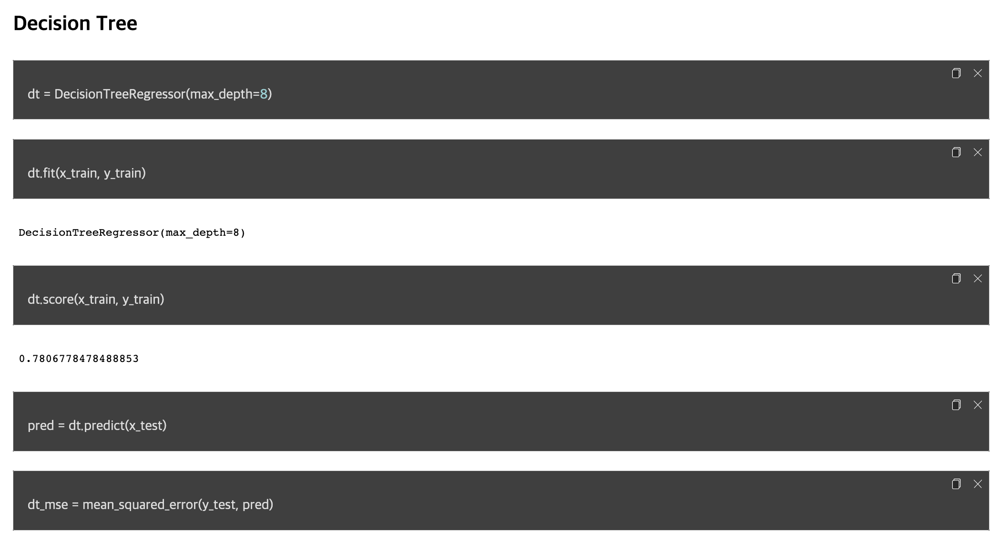 Decision Tree
dt = DecisionTreeRegressor(max_depth=8)
dt.fit(x_train, y_train)
DecisionTreeRegressor(max_depth=8)
dt.score(x_train, y_train)
0.7806778478488853
pred = dt.predict(x_test)
dt_mse = mean_squared_error(y_test, pred)